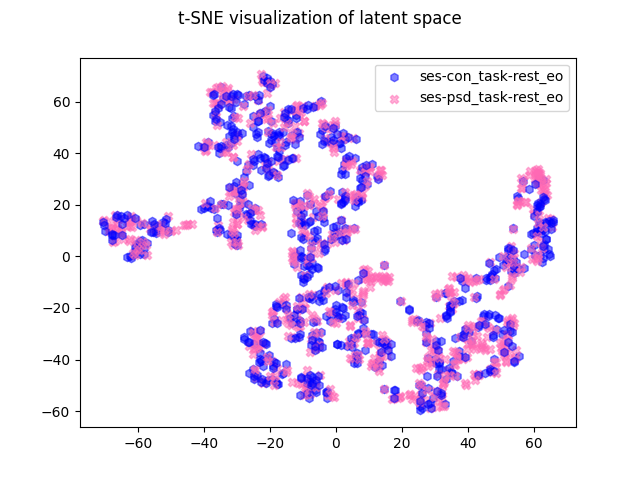 t-SNE visualization of latent space
ses-con_task-rest_eo
ses-psd_task-rest_eo
60
40
20
0
−20
−40
−60
−60 −40 −20 0 20 40 60